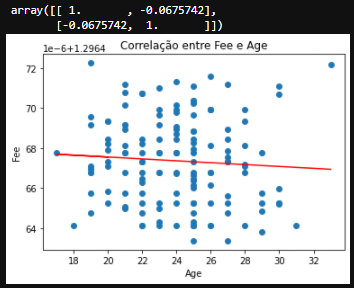 array([[ 1.        , -0.0675742],
       [-0.0675742,  1.        ]])
Correlação entre Fee e Age
1e-6+1.2964
72
70
68
66
64
Fee
18 20 22 24 26 28 30 32
Age